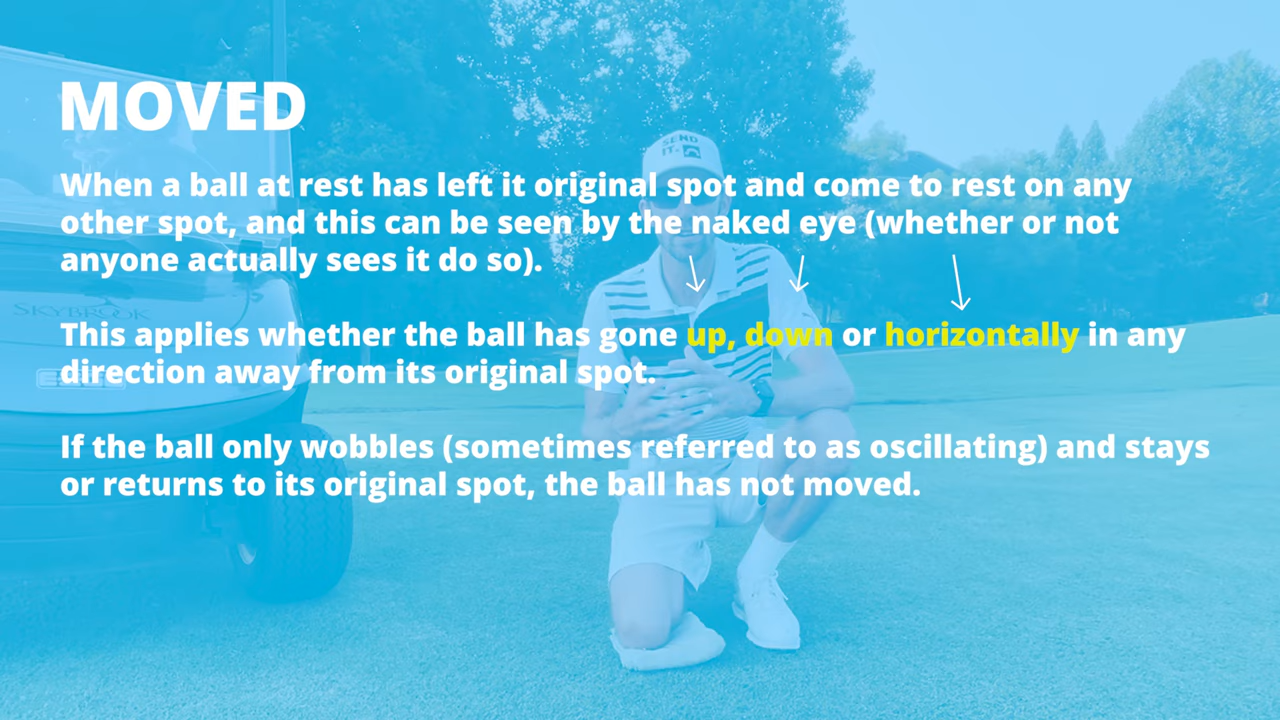 MOVED
When a ball at rest has left it original spot and come to rest on any
other spot, and this can be seen by the naked eye (whether or not
anyone actually sees it do so).
This applies whether the ball has gone up, down or horizontally in any
direction away from its original spot.
If the ball only wobbles (sometimes referred to as oscillating) and stays
or returns to its original spot, the ball has not moved.
SEND
IT.
SKYBROOK